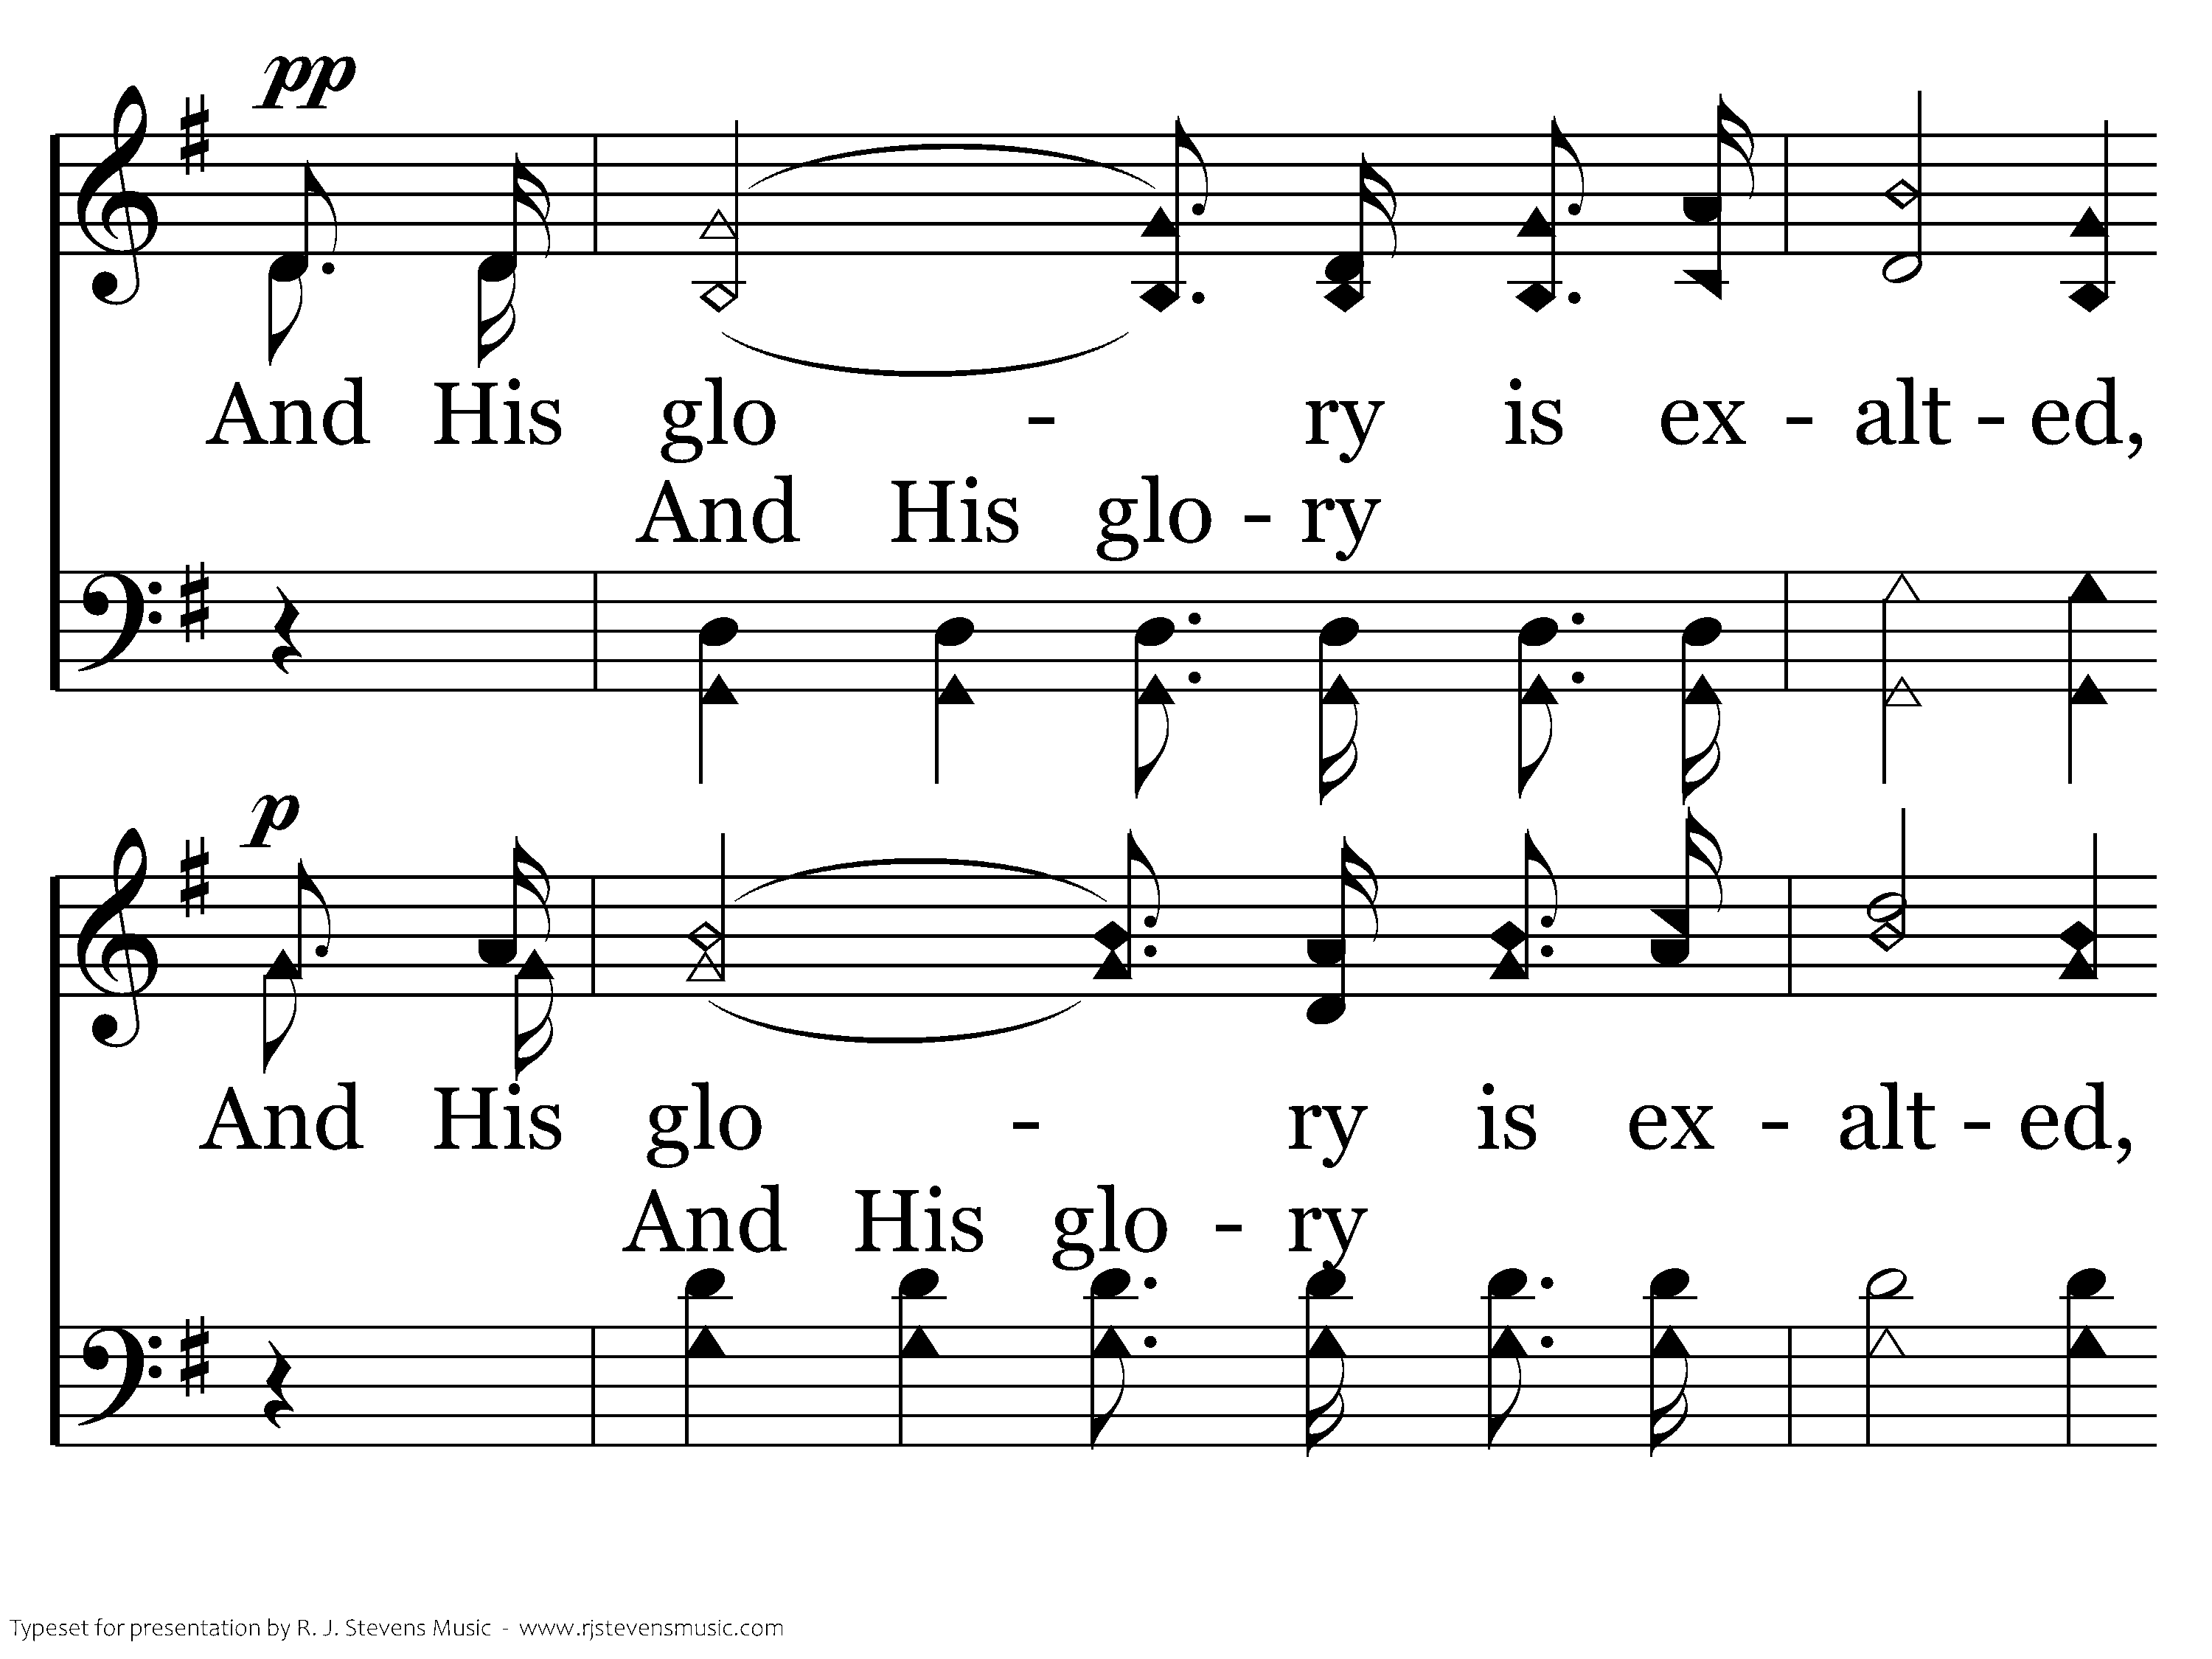 pp
And His glo - ry is ex - alt - ed,
And His glo - ry
p
And His glo - ry is ex - alt - ed,
And His glo - ry
Typeset for presentation by R. J. Stevens Music - www.rjstevensmusic.com